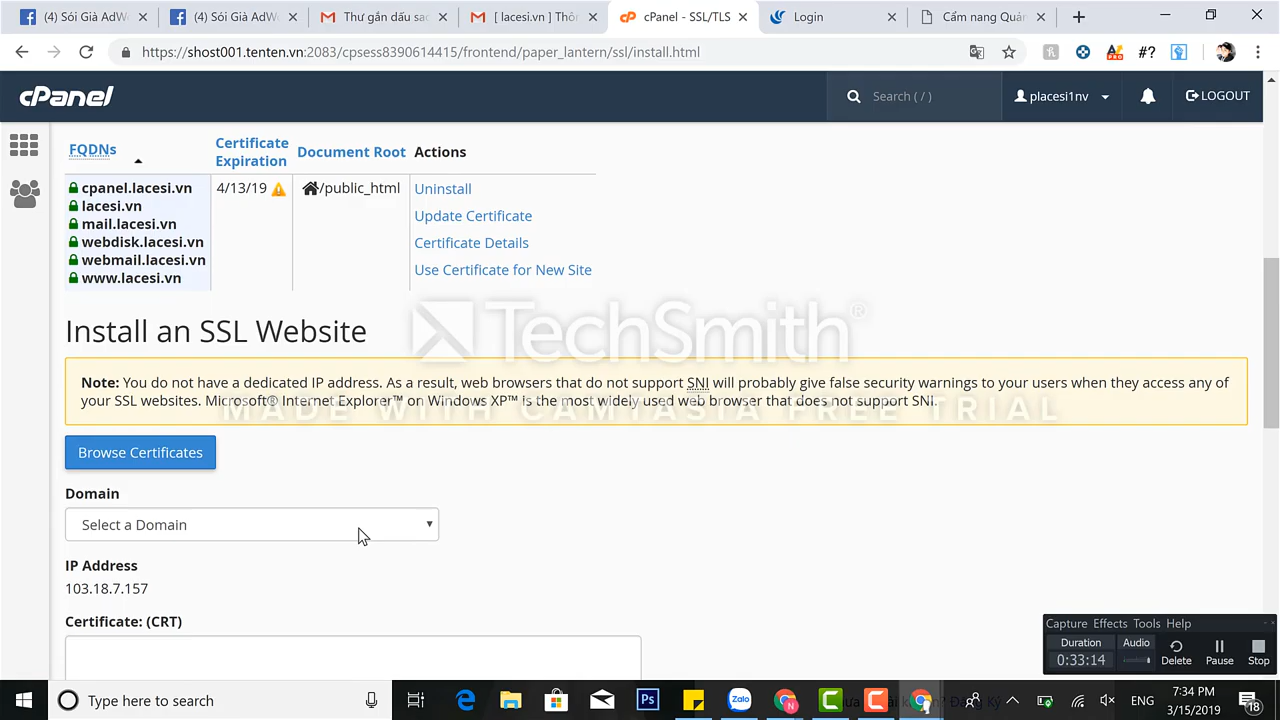 (4) Sói Già AdW
(4) Sói Già AdW
Thư gắn dấu sao
[ lacesi.vn ] Thôn
cPanel - SSL/TLS
Login
Cẩm nang Quản
https://shost001.tenten.vn:2083/cpsess8390614415/frontend/paper_lantern/ssl/install.html
#?
PRO
cPanel
Search ( / )
placesi1nv
LOGOUT
FQDNs
Certificate
Expiration
Document Root
Actions
cpanel.lacesi.vn
lacesi.vn
mail.lacesi.vn
webdisk.lacesi.vn
webmail.lacesi.vn
www.lacesi.vn
4/13/19
/public_html
Uninstall
Update Certificate
Certificate Details
Use Certificate for New Site
Install an SSL Website
TechSmith®
MADE WITH CAMTASIA FREE TRIAL
Note: You do not have a dedicated IP address. As a result, web browsers that do not support SNI will probably give false security warnings to your users when they access any of
your SSL websites. Microsoft® Internet Explorer™ on Windows XP™ is the most widely used web browser that does not support SNI.
Browse Certificates
Domain
Select a Domain
IP Address
103.18.7.157
Certificate: (CRT)
Capture Effects Tools Help
Duration
0:33:14
Audio
Delete
Pause
Stop
Type here to search
Ps
Zalo
ENG
7:34 PM
3/15/2019
18